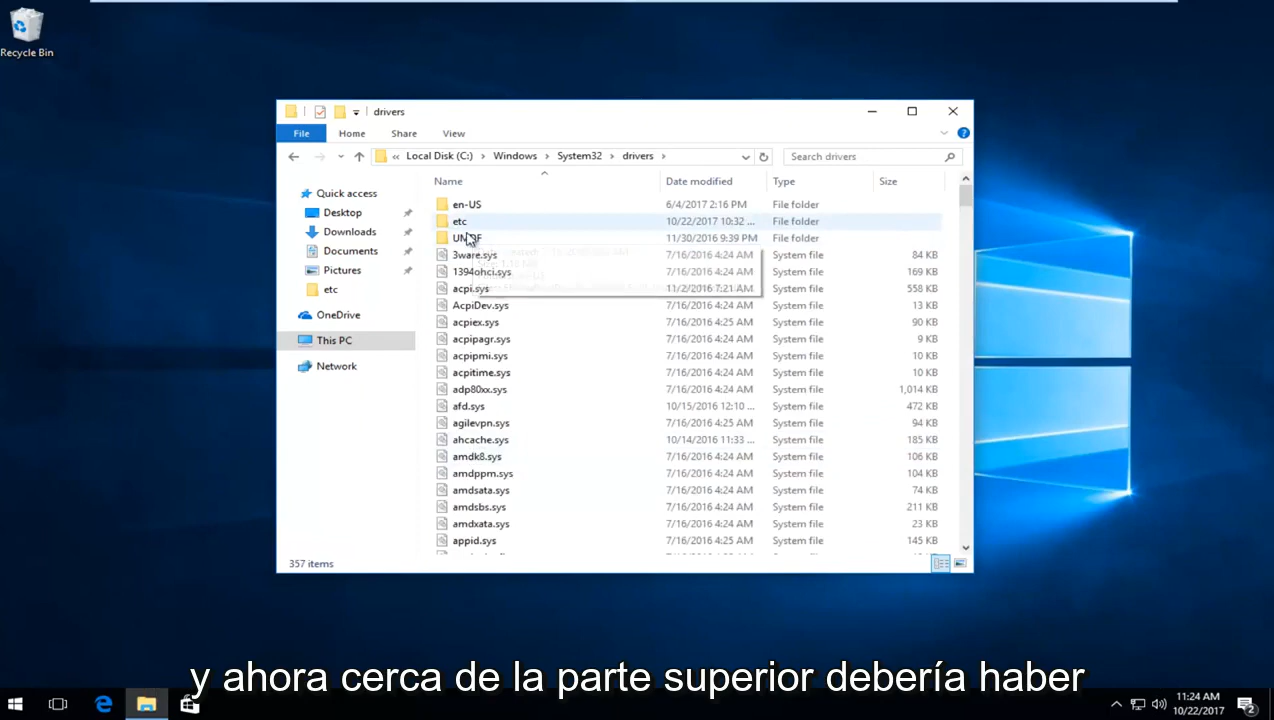 Recycle Bin
drivers
File Home Share View
« Local Disk (C:) > Windows > System32 > drivers >
Search drivers
Name Date modified Type Size
Quick access
Desktop
Downloads
Documents
Pictures
etc
OneDrive
This PC
Network
en-US 6/4/2017 2:16 PM File folder
etc 10/22/2017 10:32 ... File folder
11/30/2016 9:39 PM File folder
3ware.sys 7/16/2016 4:24 AM System file 84 KB
1394ohci.sys 7/16/2016 4:24 AM System file 169 KB
acpi.sys 11/2/2016 7:21 AM System file 558 KB
AcpiDev.sys 7/16/2016 4:24 AM System file 13 KB
acpiex.sys 7/16/2016 4:25 AM System file 90 KB
acpipagr.sys 7/16/2016 4:24 AM System file 9 KB
acpipmi.sys 7/16/2016 4:24 AM System file 10 KB
acpitime.sys 7/16/2016 4:24 AM System file 10 KB
adp80xx.sys 7/16/2016 4:24 AM System file 1,014 KB
afd.sys 10/15/2016 12:10 ... System file 472 KB
agilevpn.sys 7/16/2016 4:25 AM System file 94 KB
ahcache.sys 10/14/2016 11:33 ... System file 185 KB
amdk8.sys 7/16/2016 4:24 AM System file 106 KB
amdppm.sys 7/16/2016 4:24 AM System file 104 KB
amdsata.sys 7/16/2016 4:24 AM System file 74 KB
amdsbs.sys 7/16/2016 4:24 AM System file 211 KB
amdxata.sys 7/16/2016 4:24 AM System file 23 KB
appid.sys 7/16/2016 4:25 AM System file 145 KB
357 items
y ahora cerca de la parte superior debería haber
11:24 AM
10/22/2017
2